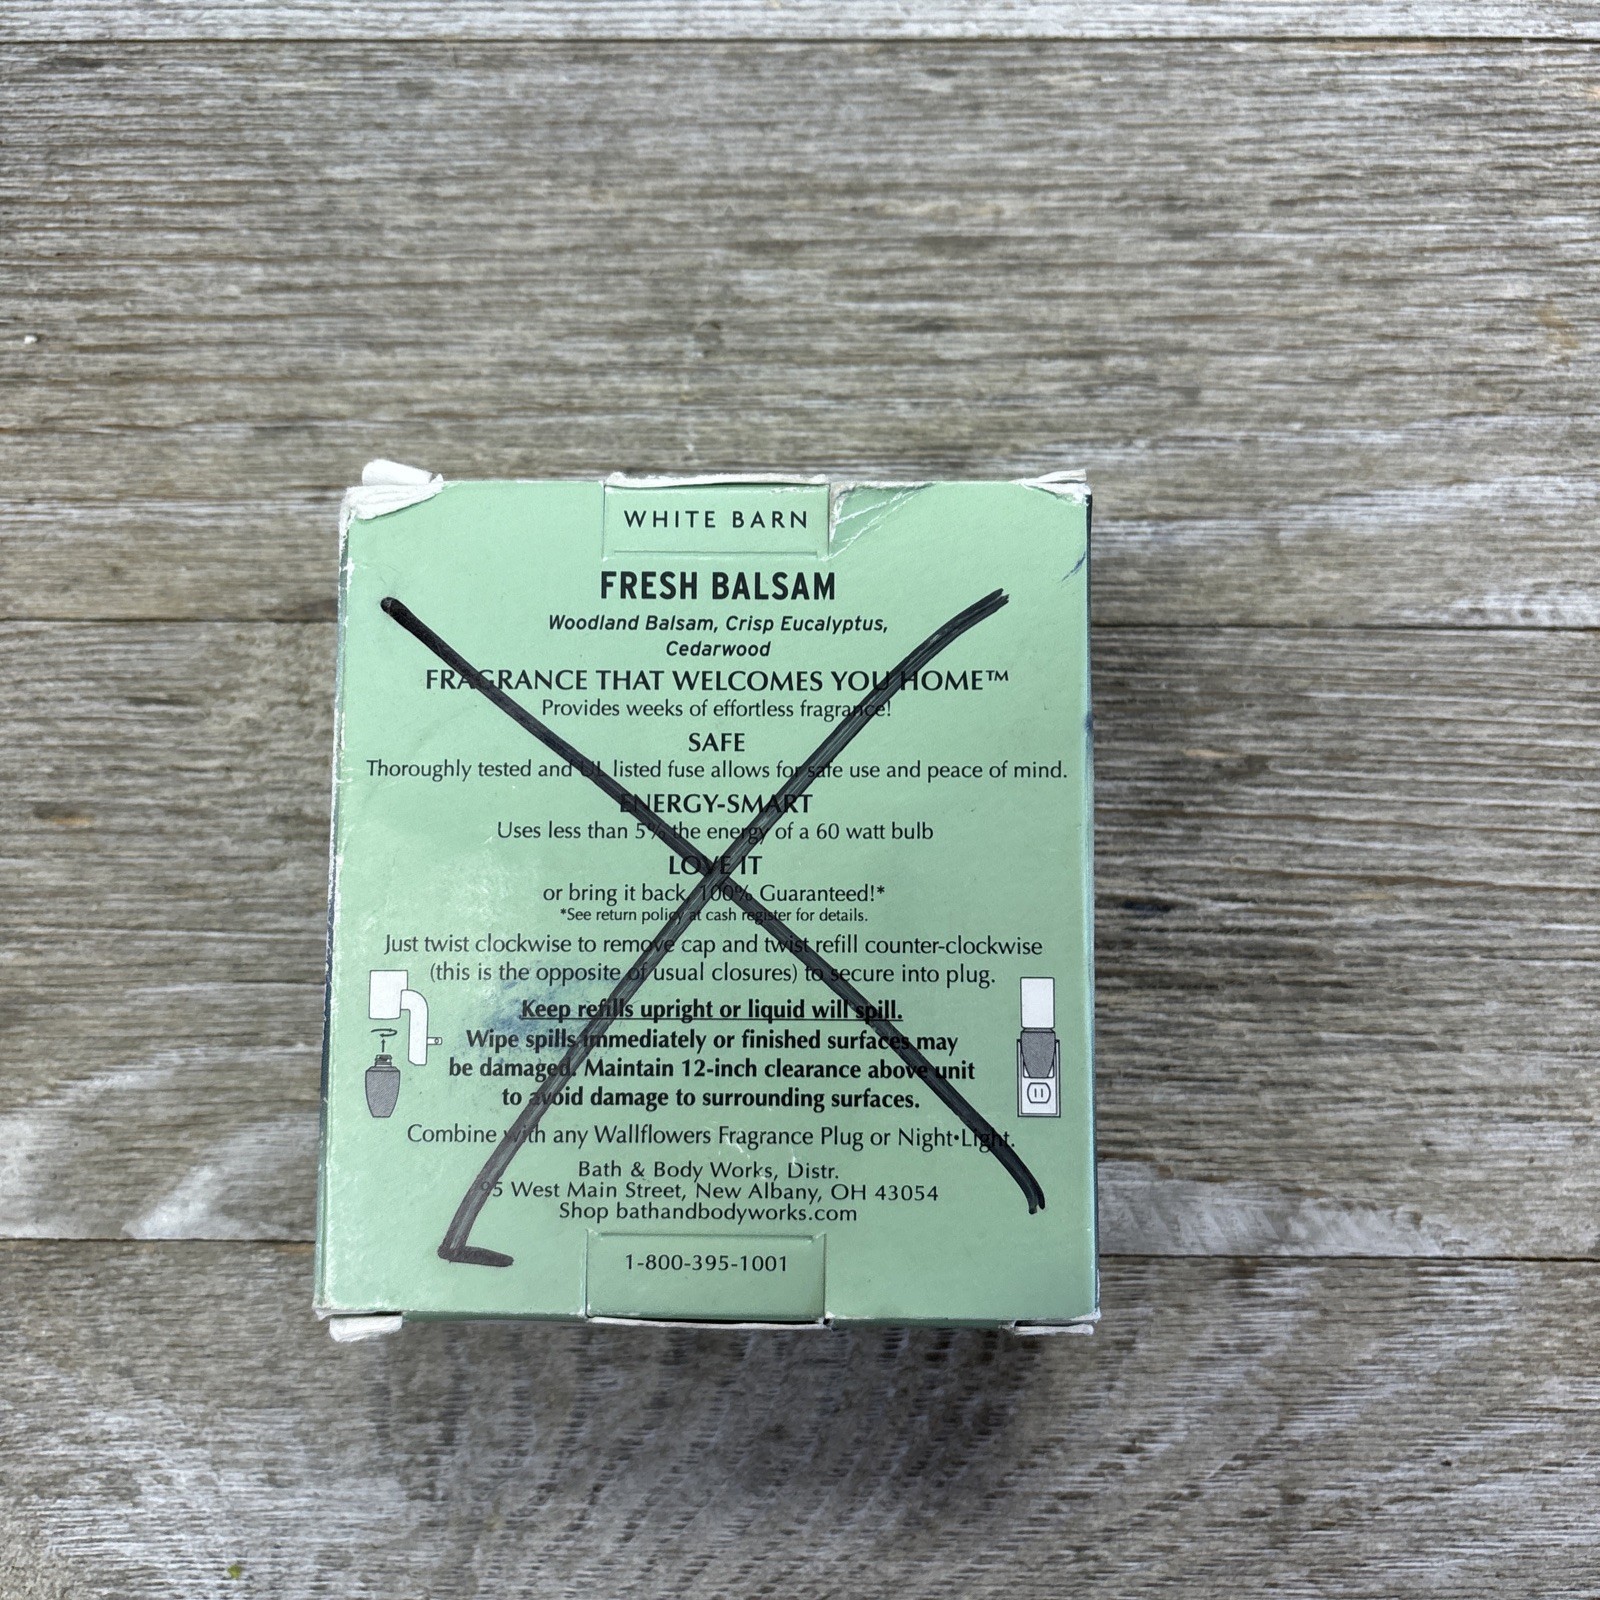 WHITE BARN
FRESH BALSAM
Woodland Balsam, Crisp Eucalyptus,
Cedarwood
FRAGRANCE THAT WELCOMES YOU HOME™
Provides weeks of effortless fragrance!
SAFE
Thoroughly tested and UL listed fuse allows for safe use and peace of mind.
ENERGY-SMART
Uses less than 5% the energy of a 60 watt bulb
LOVE IT
or bring it back, 100% Guaranteed!*
*See return policy at cash register for details.
Just twist clockwise to remove cap and twist refill counter-clockwise
(this is the opposite of usual closures) to secure into plug.
Keep refills upright or liquid will spill.
Wipe spills immediately or finished surfaces may
be damaged. Maintain 12-inch clearance above unit
to avoid damage to surrounding surfaces.
Combine with any Wallflowers Fragrance Plug or Night•Light.
Bath & Body Works, Distr.
95 West Main Street, New Albany, OH 43054
Shop bathandbodyworks.com
1-800-395-1001